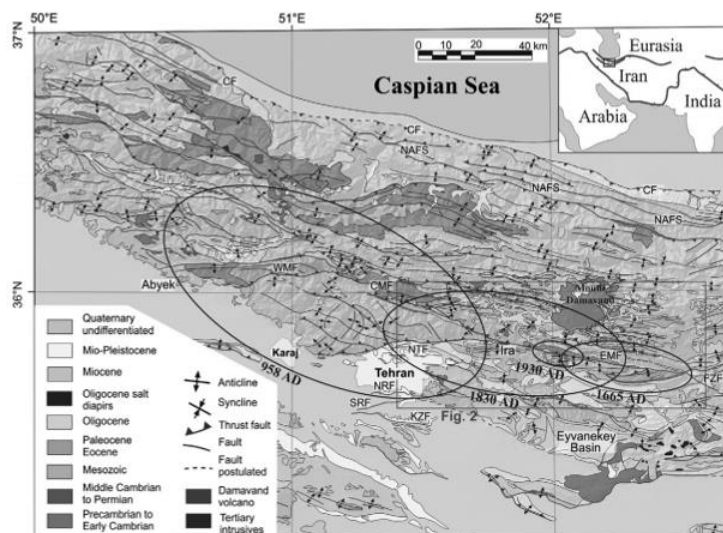 50°E
51°E
52°E
37°N
36°N
0 10 20 40 km
Caspian Sea
Eurasia
Iran
India
Arabia
CF
CF
NAFS
NAFS
CF
NAFS
WMF
Abyek
CMF
Mount
Damavand
Karaj
NTF
Ira
EMF
Tehran
958 AD
1930 AD
NRF
1830 AD
1665 AD
FZF
SRF
KZF
Fig. 2
Eyvanekey
Basin
Quaternary
undifferentiated
Mio-Pleistocene
Miocene
Oligocene salt
diapirs
Oligocene
Paleocene
Eocene
Mesozoic
Middle Cambrian
to Permian
Precambrian to
Early Cambrian
Anticline
Syncline
Thrust fault
Fault
Fault
postulated
Damavand
volcano
Tertiary
intrusives